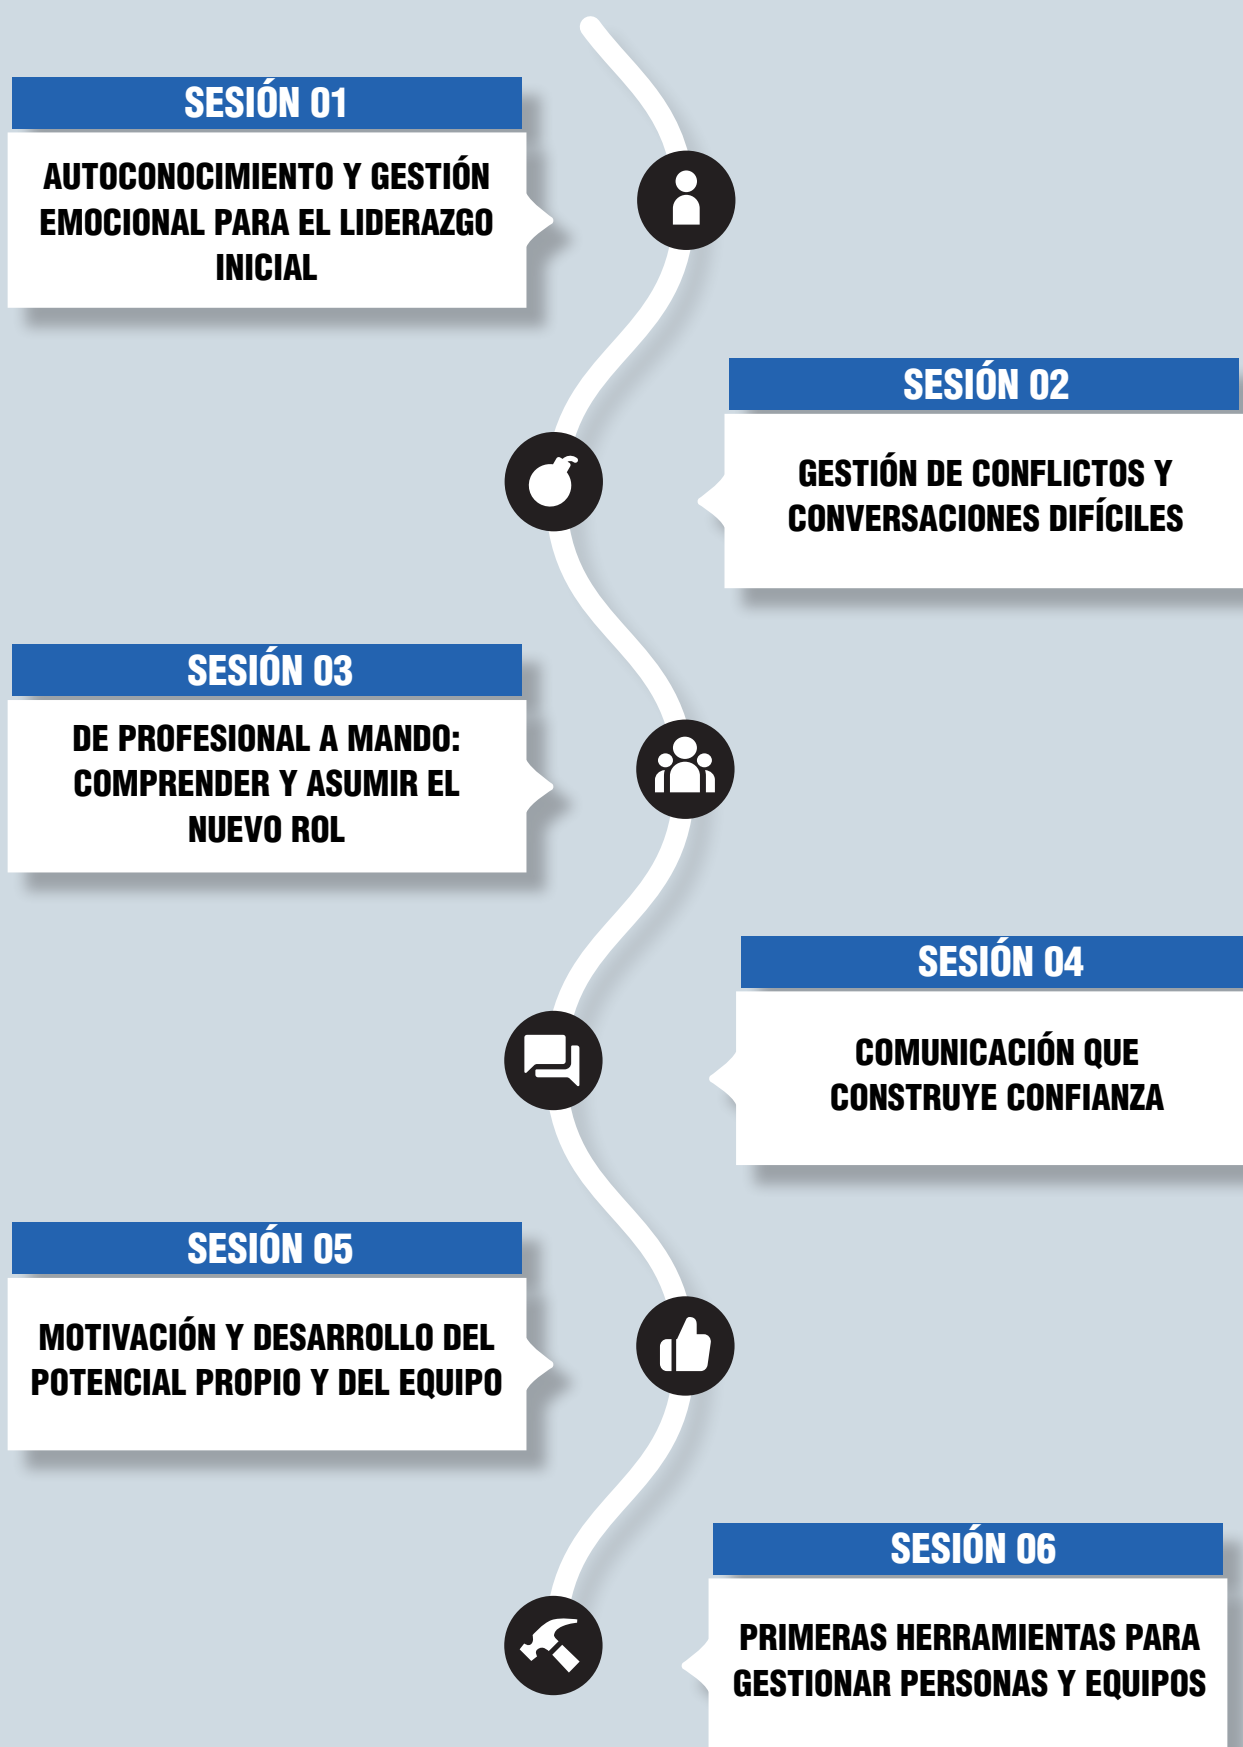 SESIÓN 01
AUTOCONOCIMIENTO Y GESTIÓN
EMOCIONAL PARA EL LIDERAZGO
INICIAL
SESIÓN 02
GESTIÓN DE CONFLICTOS Y
CONVERSACIONES DIFÍCILES
SESIÓN 03
DE PROFESIONAL A MANDO:
COMPRENDER Y ASUMIR EL
NUEVO ROL
SESIÓN 04
COMUNICACIÓN QUE
CONSTRUYE CONFIANZA
SESIÓN 05
MOTIVACIÓN Y DESARROLLO DEL
POTENCIAL PROPIO Y DEL EQUIPO
SESIÓN 06
PRIMERAS HERRAMIENTAS PARA
GESTIONAR PERSONAS Y EQUIPOS